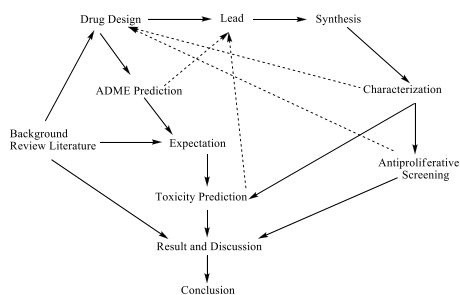 Drug Design
Lead
Synthesis
ADME Prediction
Characterization
Background
Review Literature
Expectation
Antiproliferative
Screening
Toxicity Prediction
Result and Discussion
Conclusion